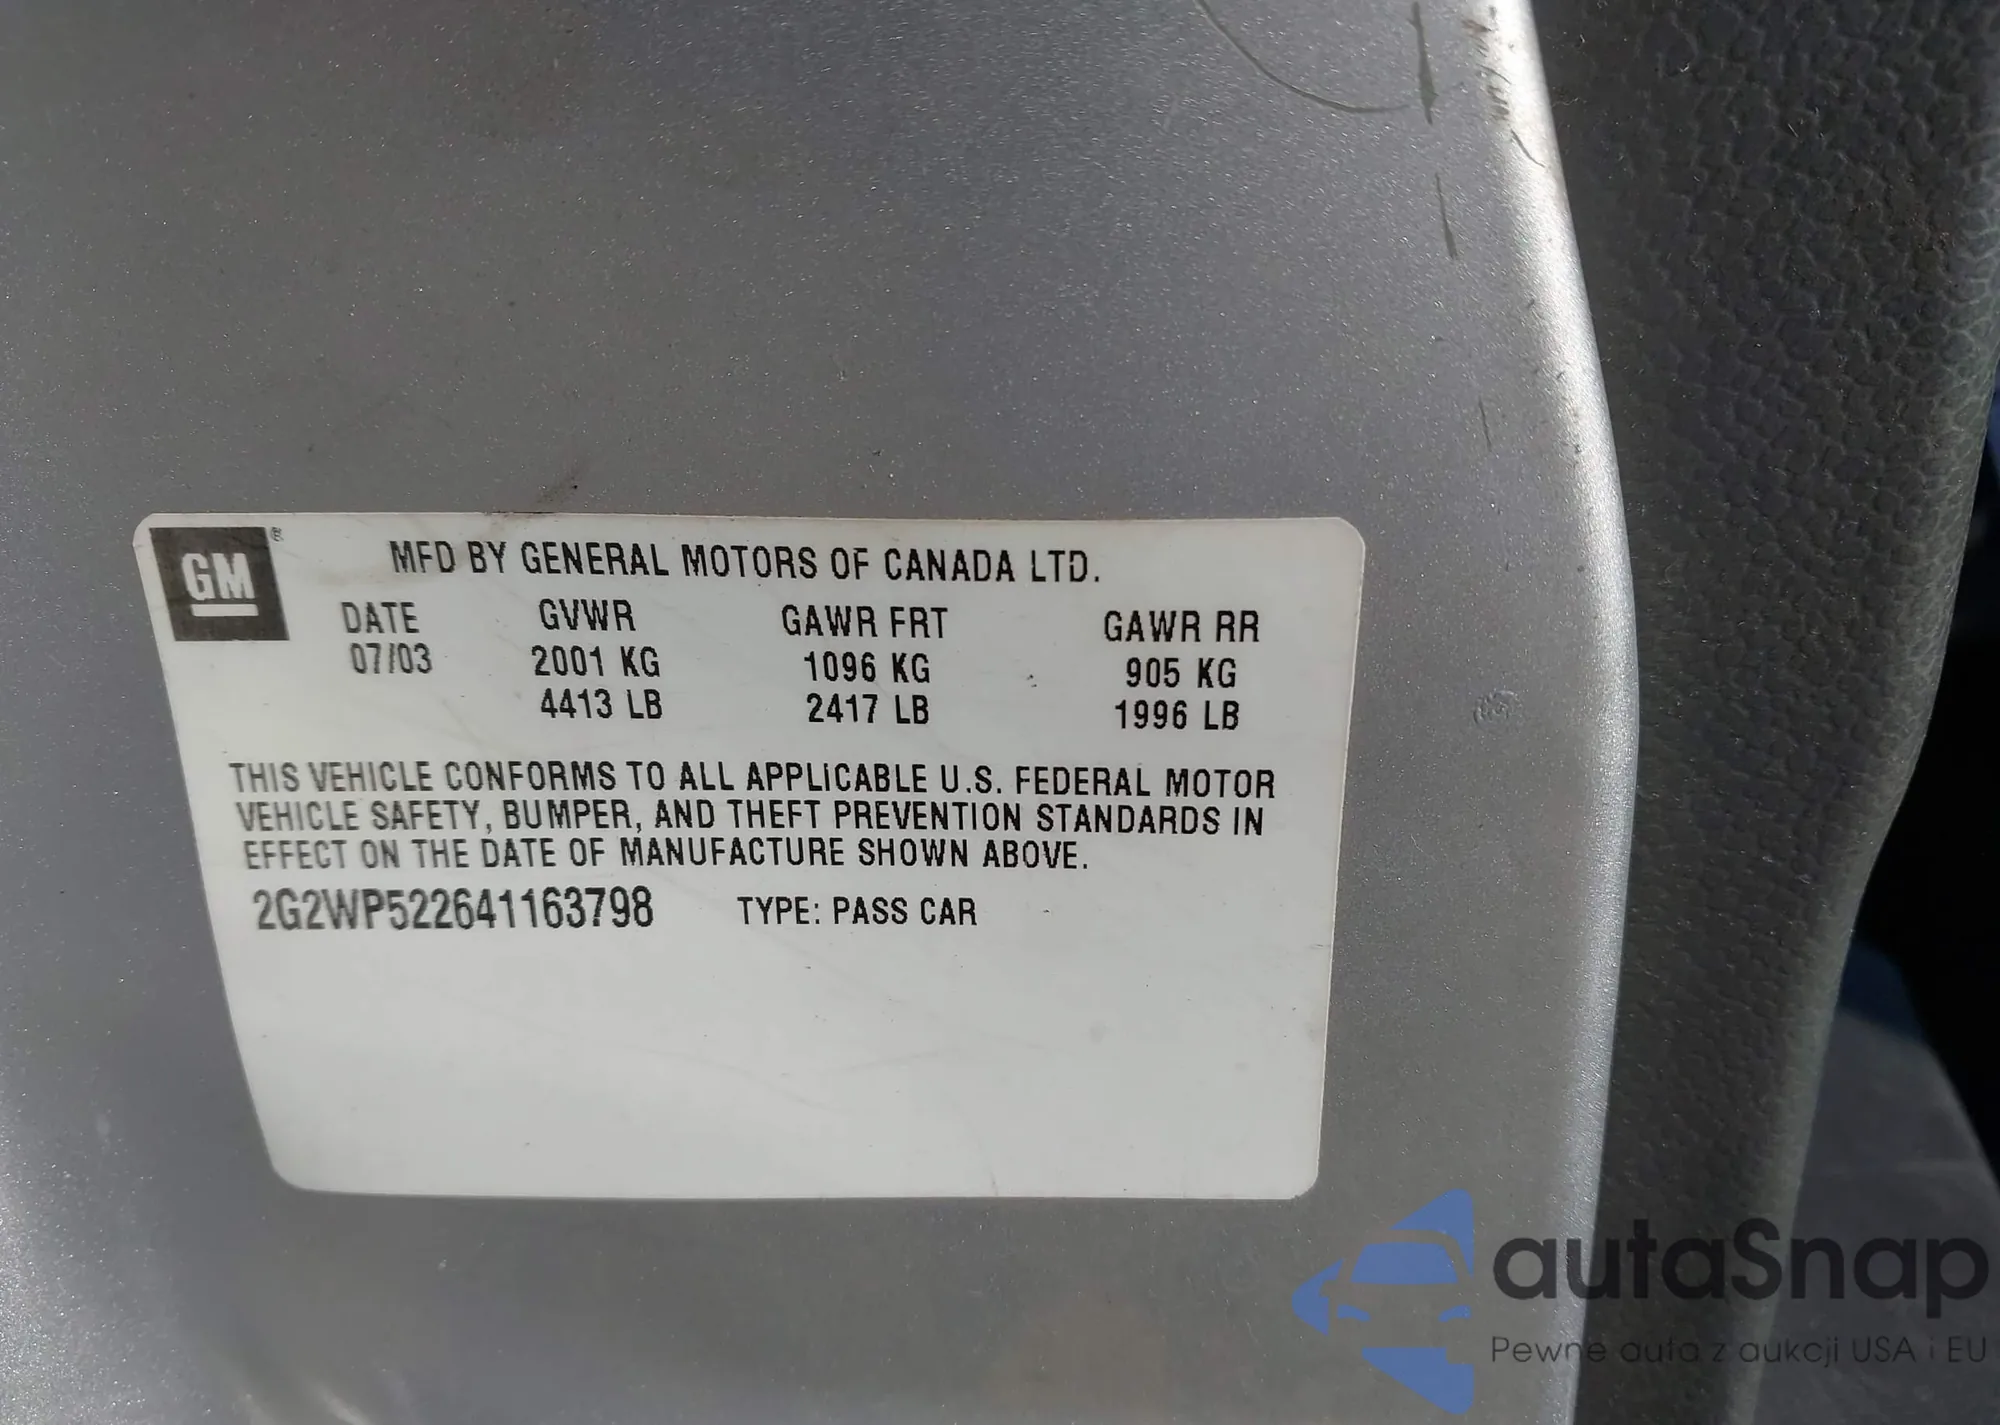 GM ®
MFD BY GENERAL MOTORS OF CANADA LTD.
DATE GVWR GAWR FRT GAWR RR
07/03 2001 KG 1096 KG 905 KG
4413 LB 2417 LB 1996 LB
THIS VEHICLE CONFORMS TO ALL APPLICABLE U.S. FEDERAL MOTOR
VEHICLE SAFETY, BUMPER, AND THEFT PREVENTION STANDARDS IN
EFFECT ON THE DATE OF MANUFACTURE SHOWN ABOVE.
2G2WP522641163798 TYPE: PASS CAR
autaSnap
Pewne auta z aukcji USA i EU